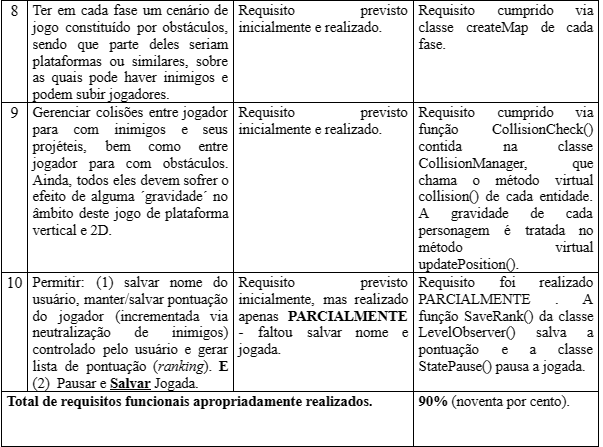 8
Ter em cada fase um cenário de
jogo constituído por obstáculos,
sendo que parte deles seriam
plataformas ou similares, sobre
as quais pode haver inimigos e
podem subir jogadores.
Requisito previsto
inicialmente e realizado.
Requisito cumprido via
classe createMap de cada
fase.
9
Gerenciar colisões entre jogador
para com inimigos e seus
projéteis, bem como entre
jogador para com obstáculos.
Ainda, todos eles devem sofrer o
efeito de alguma ´gravidade´ no
âmbito deste jogo de plataforma
vertical e 2D.
Requisito previsto
inicialmente e realizado.
Requisito cumprido via
função CollisionCheck()
contida na classe
CollisionManager, que
chama o método virtual
collision() de cada entidade.
A gravidade de cada
personagem é tratada no
método virtual
updatePosition().
10
Permitir: (1) salvar nome do
usuário, manter/salvar pontuação
do jogador (incrementada via
neutralização de inimigos)
controlado pelo usuário e gerar
lista de pontuação (ranking). E
(2) Pausar e Salvar Jogada.
Requisito previsto
inicialmente, mas realizado
apenas PARCIALMENTE
- faltou salvar nome e
jogada.
Requisito foi realizado
PARCIALMENTE . A
função SaveRank() da classe
LevelObserver() salva a
pontuação e a classe
StatePause() pausa a jogada.
Total de requisitos funcionais apropriadamente realizados.
90% (noventa por cento).